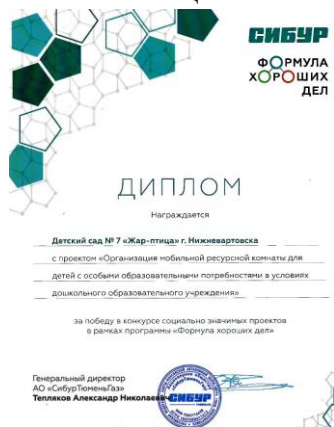 СИБУР
ФОРМУЛА
ХОРОШИХ
ДЕЛ
ДИПЛОМ
Награждается
Детский сад № 7 «Жар-птица» г. Нижневартовска
с проектом «Организация мобильной ресурсной комнаты для
детей с особыми образовательными потребностями в условиях
дошкольного образовательного учреждения»
за победу в конкурсе социально значимых проектов
в рамках программы «Формула хороших дел»
Генеральный директор
АО «СибурТюменьГаз»
Тепляков Александр Николаевич
СИБУР